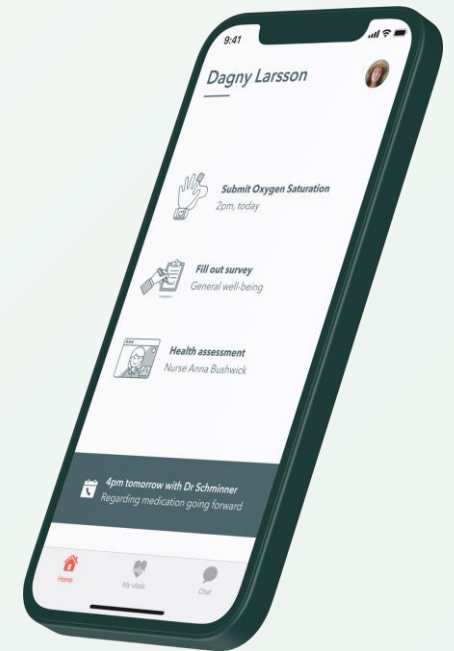 9:41
Dagny Larsson
Submit Oxygen Saturation
2pm, today
Fill out survey
General well-being
Health assessment
Nurse Anna Bushwick
4pm tomorrow with Dr Schminner
Regarding medication going forward
Home
My vitals
Chat